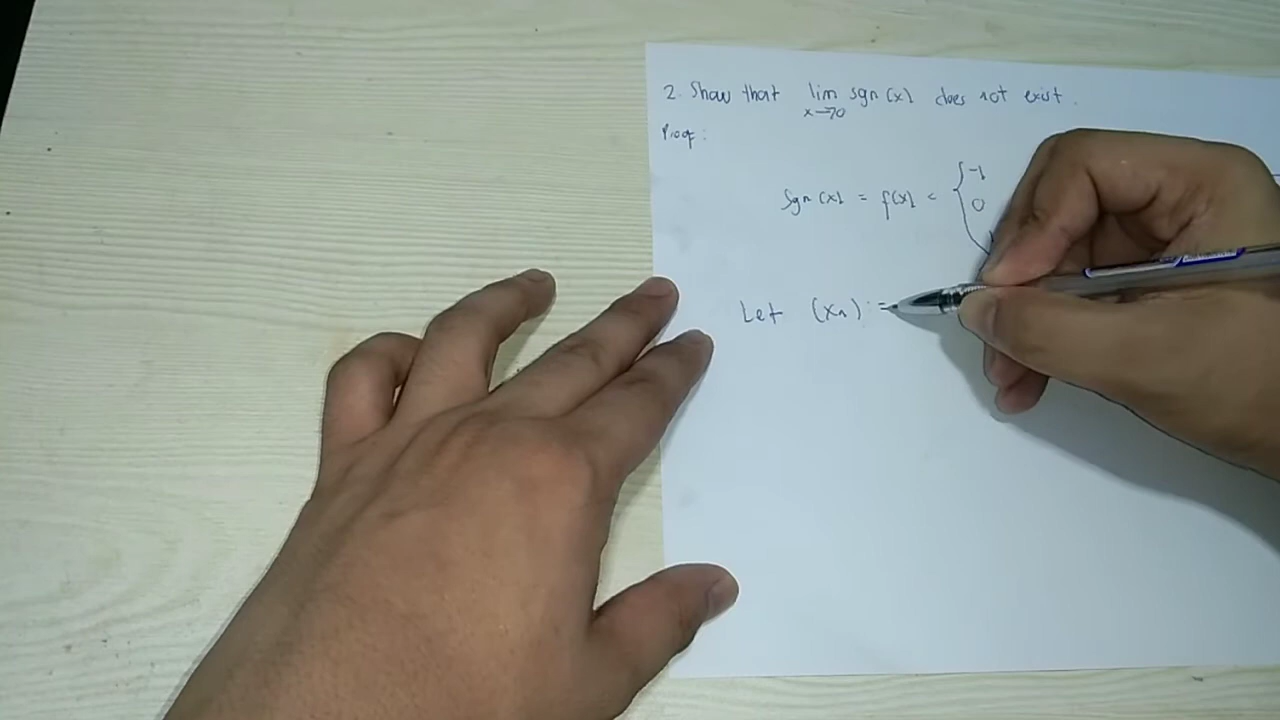 2. Show that lim sgn (x) does not exist.
x→0
Proof:
-1
Sgn (x) = f(x) = { 0
Let (xn) :=